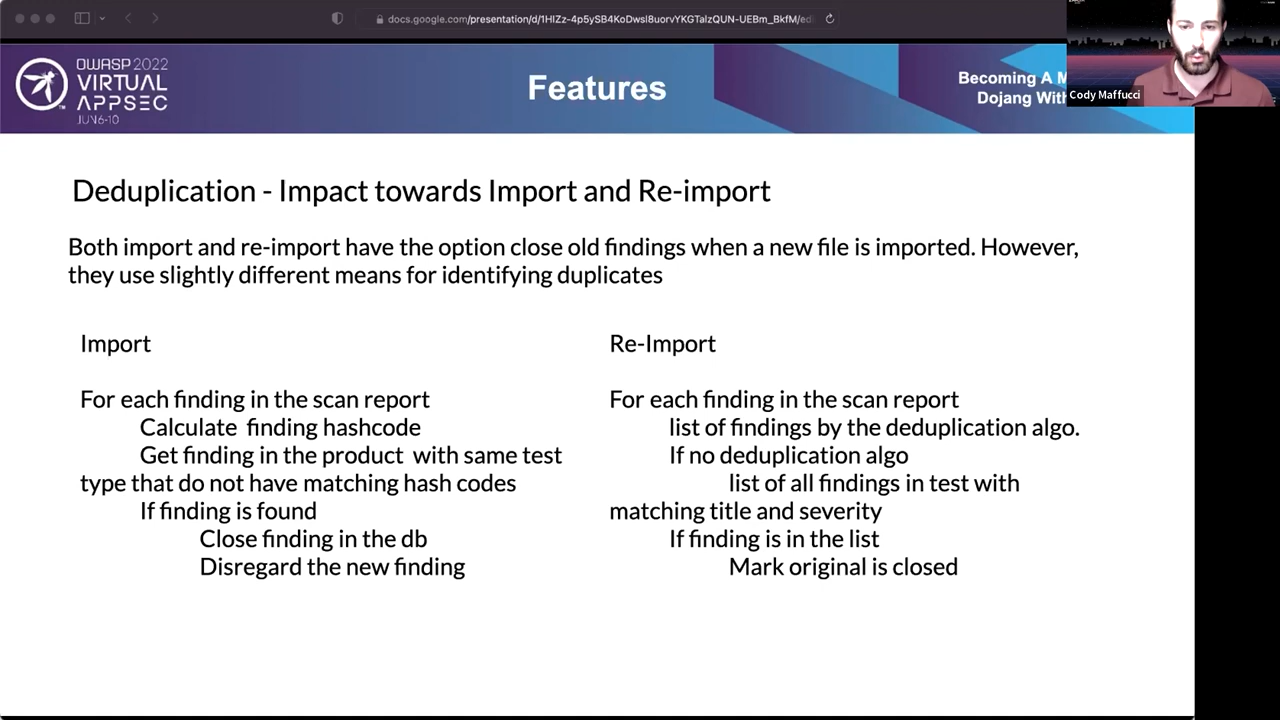 docs.google.com/presentation/d/1HIZz-4p5ySB4KoDwsI8uorvYKGTalzQUN-UEBm_BkfM/ed
OWASP 2022
VIRTUAL
APPSEC
JUN 6-10
Features
Becoming A M
Dojang With
Cody Maffucci
Deduplication - Impact towards Import and Re-import
Both import and re-import have the option close old findings when a new file is imported. However,
they use slightly different means for identifying duplicates
Import
For each finding in the scan report
Calculate finding hashcode
Get finding in the product with same test
type that do not have matching hash codes
If finding is found
Close finding in the db
Disregard the new finding
Re-Import
For each finding in the scan report
list of findings by the deduplication algo.
If no deduplication algo
list of all findings in test with
matching title and severity
If finding is in the list
Mark original is closed